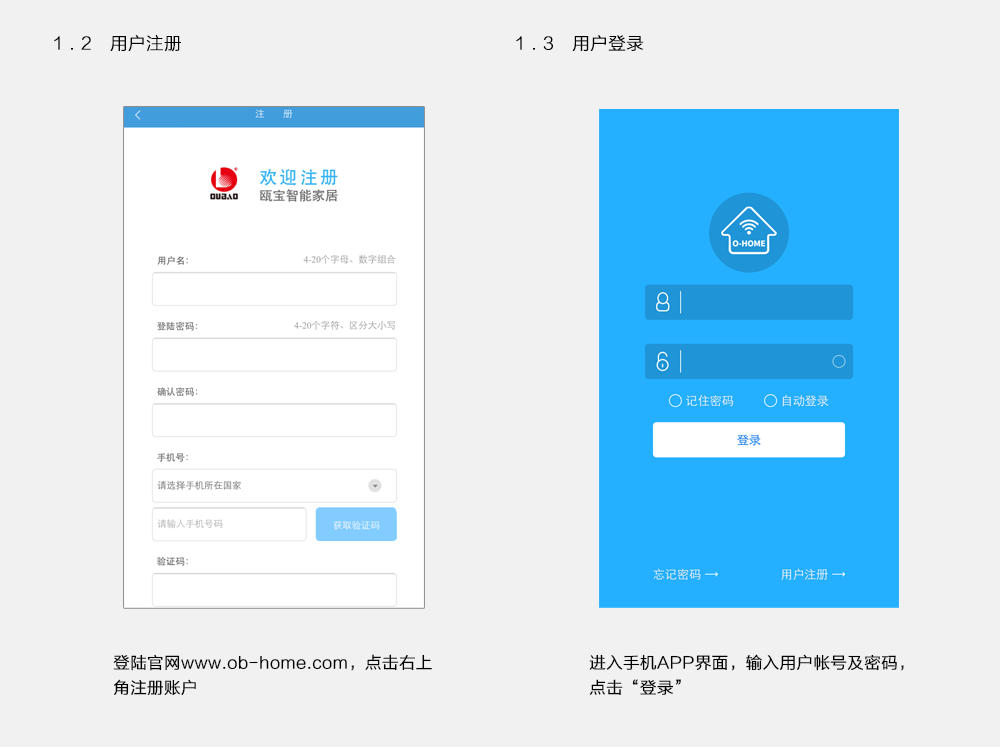 1.2 用户注册
注 册
OUBAO
欢迎注册
瓯宝智能家居
用户名: 4-20个字母、数字组合
登陆密码: 4-20个字符、区分大小写
确认密码:
手机号:
请选择手机所在国家
请输入手机号码 获取验证码
验证码:
登陆官网www.ob-home.com，点击右上
角注册账户
1.3 用户登录
O-HOME
记住密码 自动登录
登录
忘记密码→ 用户注册→
进入手机APP界面，输入用户帐号及密码，
点击“登录”